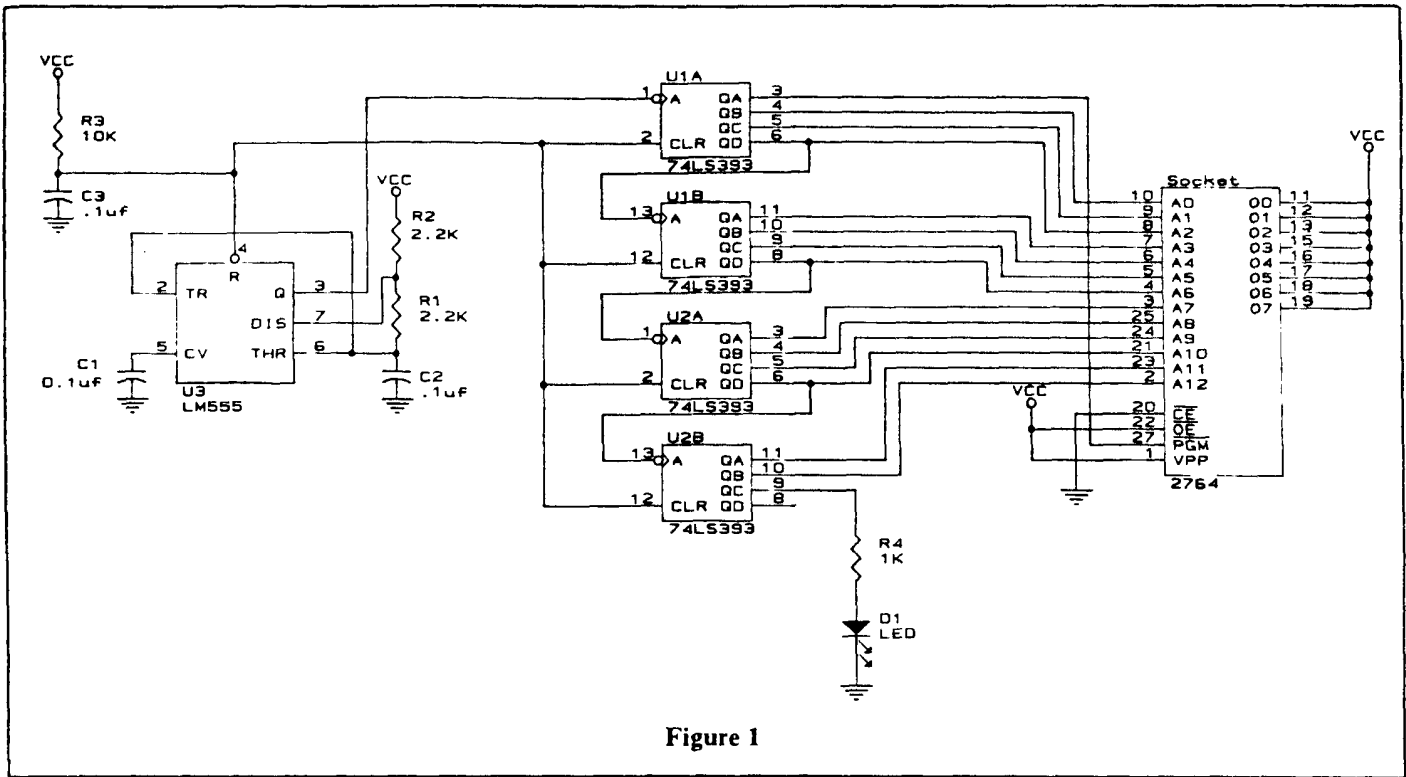 VCC
R3
10K
C3
.1uf
4
R
2
TR
Q
3
DIS
7
5
CV
THR
6
C1
0.1uf
U3
LM555
VCC
R2
2.2K
R1
2.2K
C2
.1uf
U1A
1
A
QA
3
QB
4
QC
5
2
CLR
QD
6
74LS393
U1B
13
A
QA
11
QB
10
QC
9
12
CLR
QD
8
74LS393
U2A
1
A
QA
3
QB
4
QC
5
2
CLR
QD
6
74LS393
U2B
13
A
QA
11
QB
10
QC
9
12
CLR
QD
8
74LS393
R4
1K
D1
LED
VCC
VCC
Socket
10
A0
O0
11
9
A1
O1
12
8
A2
O2
13
7
A3
O3
15
6
A4
O4
16
5
A5
O5
17
4
A6
O6
18
3
A7
O7
19
25
A8
24
A9
21
A10
23
A11
2
A12
20
CE
22
OE
27
PGM
1
VPP
2764
Figure 1